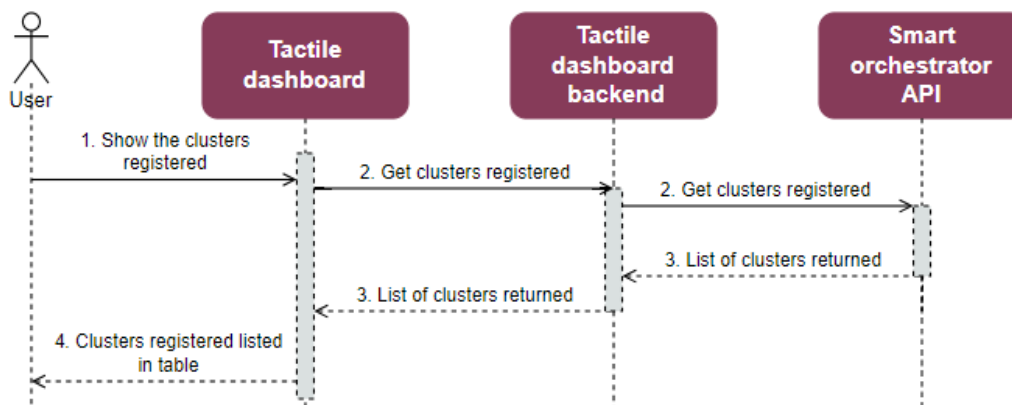 User
Tactile
dashboard
Tactile
dashboard
backend
Smart
orchestrator
API
1. Show the clusters
registered
2. Get clusters registered
2. Get clusters registered
3. List of clusters returned
3. List of clusters returned
4. Clusters registered listed
in table